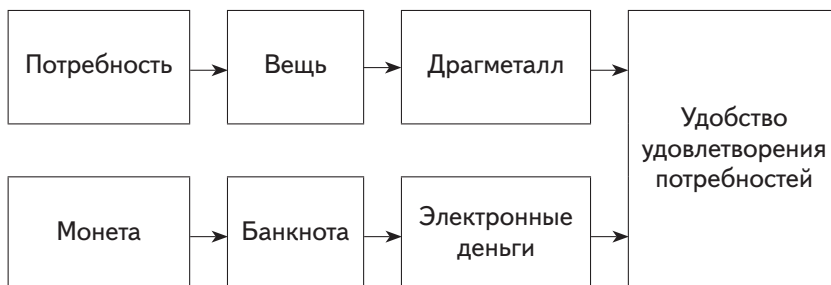 Потребность
Вещь
Драгметалл
Удобство
удовлетворения
потребностей
Монета
Банкнота
Электронные
деньги